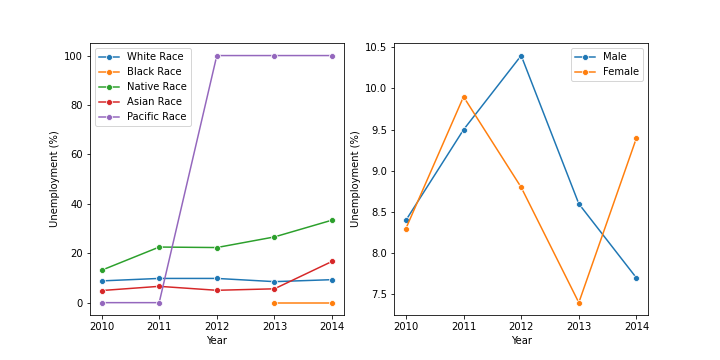 White Race
Black Race
Native Race
Asian Race
Pacific Race
Unemployment (%)
100
80
60
40
20
0
2010 2011 2012 2013 2014
Year
Male
Female
Unemployment (%)
10.5
10.0
9.5
9.0
8.5
8.0
7.5
2010 2011 2012 2013 2014
Year